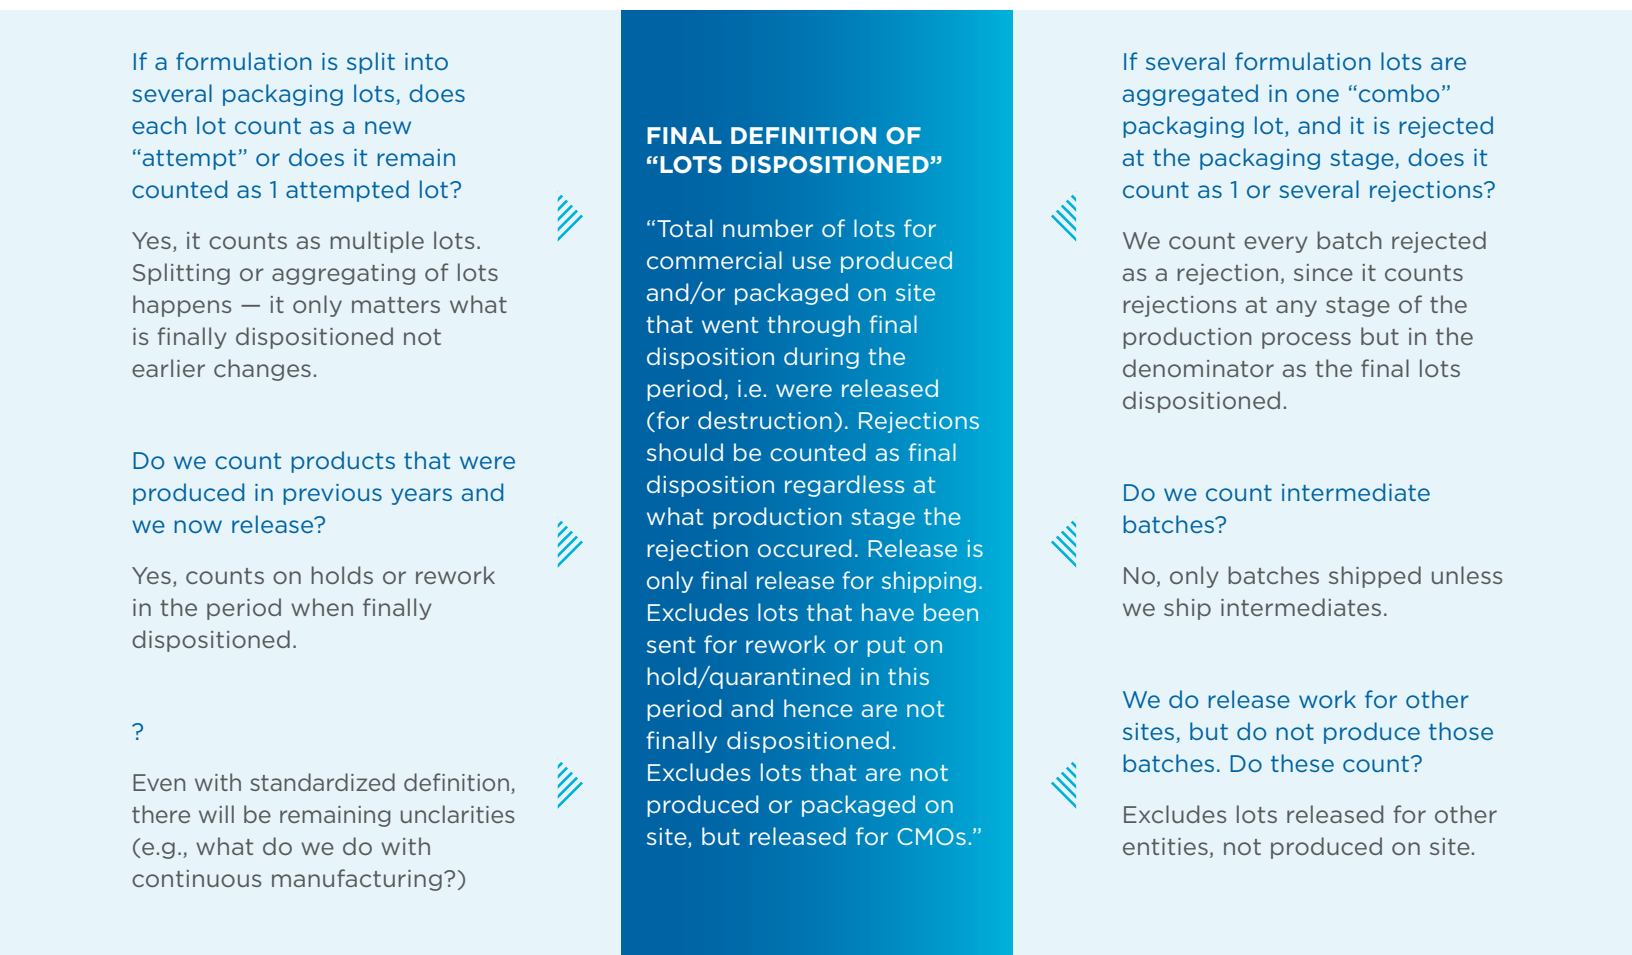 If a formulation is split into
several packaging lots, does
each lot count as a new
“attempt” or does it remain
counted as 1 attempted lot?
Yes, it counts as multiple lots.
Splitting or aggregating of lots
happens — it only matters what
is finally dispositioned not
earlier changes.
Do we count products that were
produced in previous years and
we now release?
Yes, counts on holds or rework
in the period when finally
dispositioned.
?
Even with standardized definition,
there will be remaining unclarities
(e.g., what do we do with
continuous manufacturing?)
FINAL DEFINITION OF
“LOTS DISPOSITIONED”
“Total number of lots for
commercial use produced
and/or packaged on site
that went through final
disposition during the
period, i.e. were released
(for destruction). Rejections
should be counted as final
disposition regardless at
what production stage the
rejection occured. Release is
only final release for shipping.
Excludes lots that have been
sent for rework or put on
hold/quarantined in this
period and hence are not
finally dispositioned.
Excludes lots that are not
produced or packaged on
site, but released for CMOs.”
If several formulation lots are
aggregated in one “combo”
packaging lot, and it is rejected
at the packaging stage, does it
count as 1 or several rejections?
We count every batch rejected
as a rejection, since it counts
rejections at any stage of the
production process but in the
denominator as the final lots
dispositioned.
Do we count intermediate
batches?
No, only batches shipped unless
we ship intermediates.
We do release work for other
sites, but do not produce those
batches. Do these count?
Excludes lots released for other
entities, not produced on site.